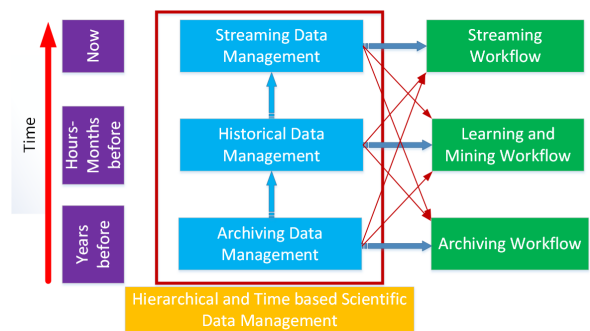 Time
Now
Streaming Data
Management
Streaming
Workflow
Hours-
Months
before
Historical Data
Management
Learning and
Mining Workflow
Years
before
Archiving Data
Management
Archiving Workflow
Hierarchical and Time based Scientific
Data Management